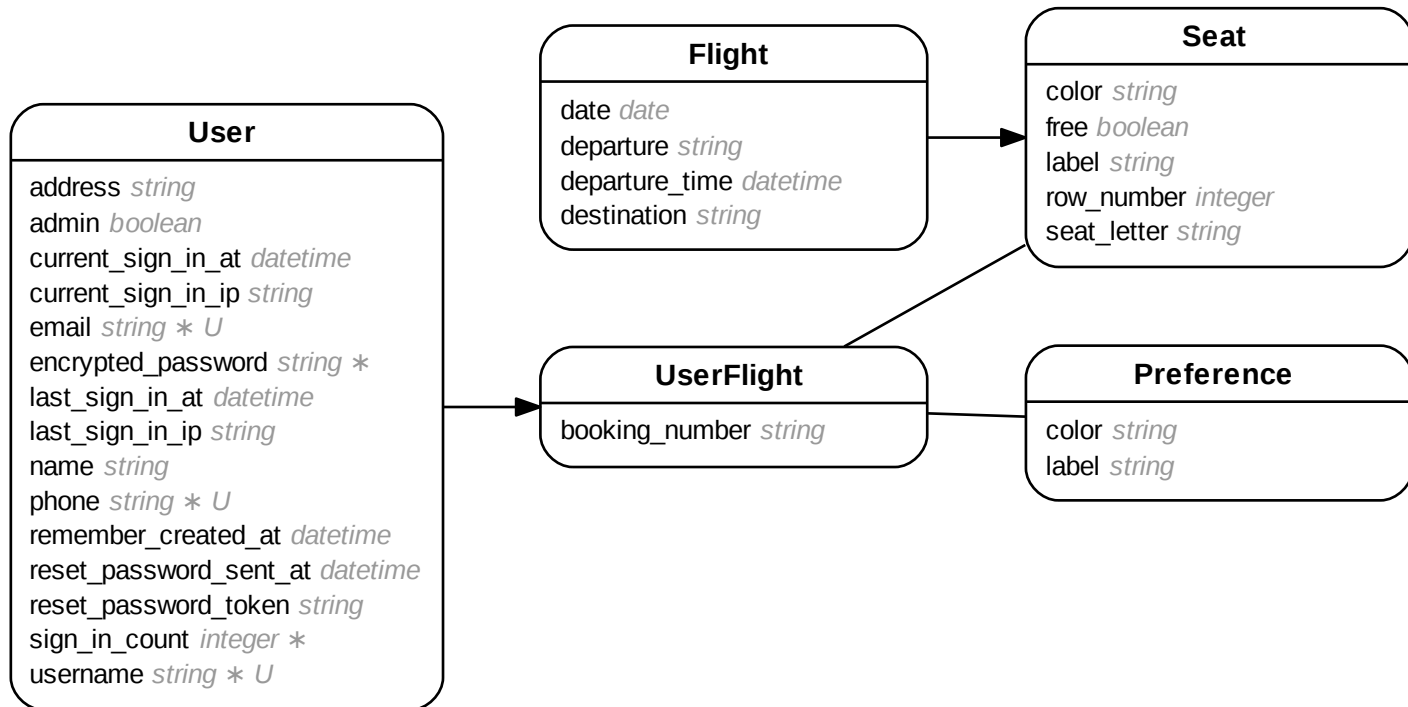 User
address string
admin boolean
current_sign_in_at datetime
current_sign_in_ip string
email string ∗ U
encrypted_password string ∗
last_sign_in_at datetime
last_sign_in_ip string
name string
phone string ∗ U
remember_created_at datetime
reset_password_sent_at datetime
reset_password_token string
sign_in_count integer ∗
username string ∗ U
Flight
date date
departure string
departure_time datetime
destination string
UserFlight
booking_number string
Seat
color string
free boolean
label string
row_number integer
seat_letter string
Preference
color string
label string